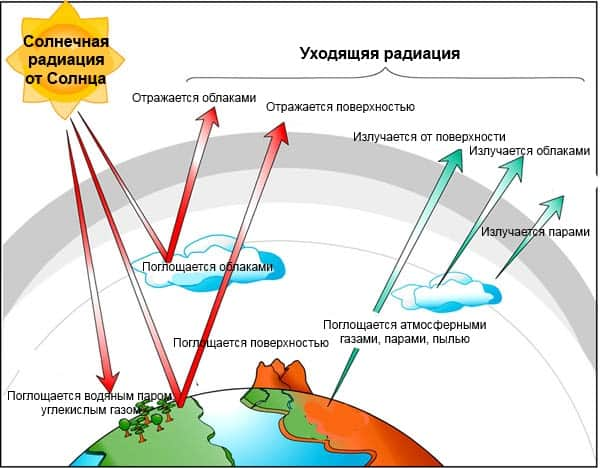 Солнечная
радиация
от Солнца
Уходящяя радиация
Отражается облаками
Отражается поверхностью
Излучается от поверхности
Излучается облаками
Излучается парами
Поглощается облаками
Поглощается атмосферными
газами, парами, пылью
Поглощается поверхностью
Поглощается водяным паром
углекислым газом